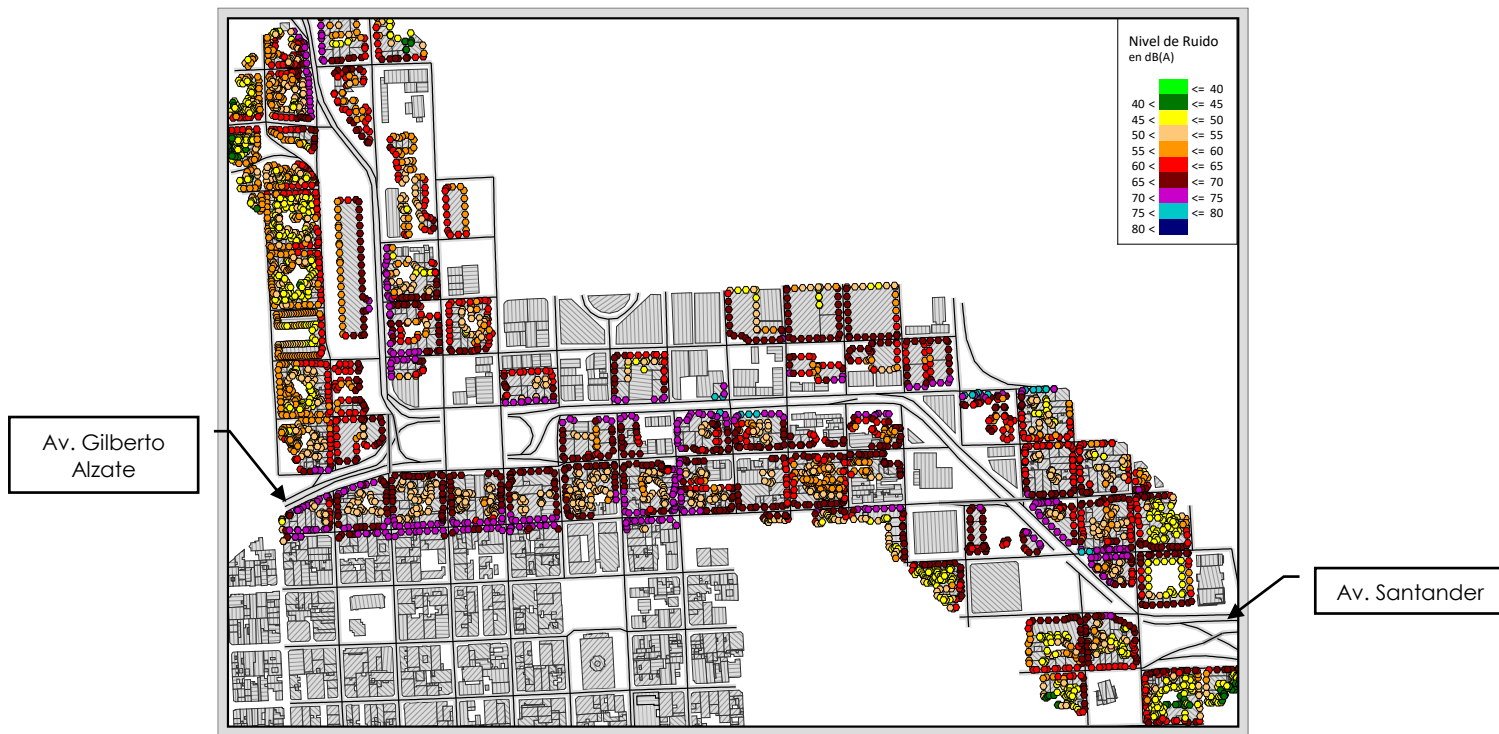 Nivel de Ruido
en dB(A)
<= 40
40 < <= 45
45 < <= 50
50 < <= 55
55 < <= 60
60 < <= 65
65 < <= 70
70 < <= 75
75 < <= 80
80 <
Av. Gilberto
Alzate
Av. Santander